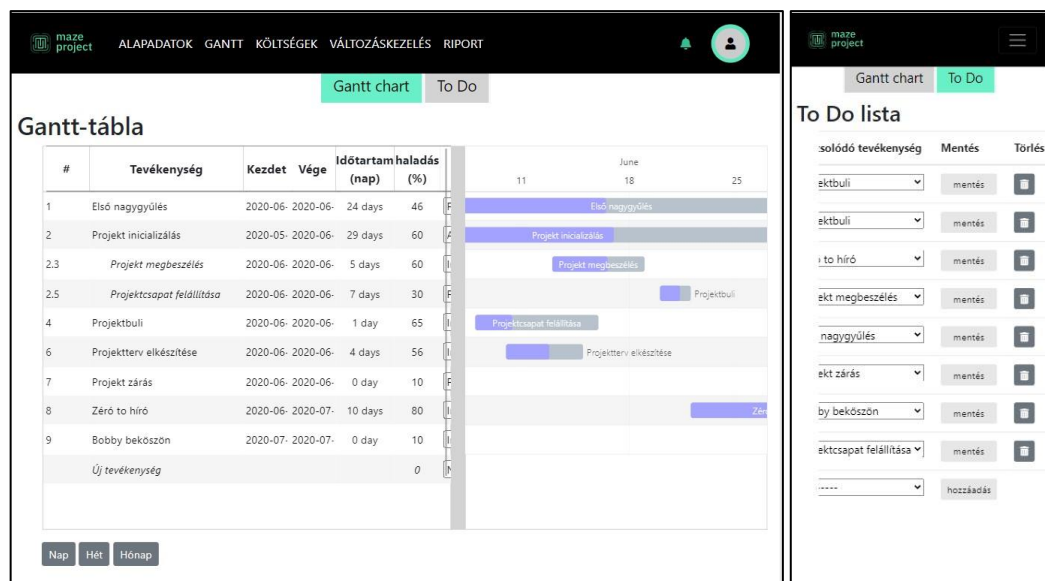 maze
project
ALAPADATOK GANTT KÖLTSÉGEK VÁLTOZÁSKEZELÉS RIPORT
Gantt chart To Do
Gantt-tábla
# Tevékenység Kezdet Vége Időtartam (nap) haladás (%)
June
11 18 25
1 Első nagygyűlés 2020-06- 2020-06- 24 days 46
Első nagygyűlés
2 Projekt inicializálás 2020-05- 2020-06- 29 days 60
Projekt inicializálás
2.3 Projekt megbeszélés 2020-06- 2020-06- 5 days 60
Projekt megbeszélés
2.5 Projektcsapat felállítása 2020-06- 2020-06- 7 days 30
Projektbuli
4 Projektbuli 2020-06- 2020-06- 1 day 65
Projektcsapat felállítása
6 Projektterv elkészítése 2020-06- 2020-06- 4 days 56
Projektterv elkészítése
7 Projekt zárás 2020-06- 2020-06- 0 day 10
8 Zéró to híró 2020-06- 2020-07- 10 days 80
Zér
9 Bobby beköszön 2020-07- 2020-07- 0 day 10
Új tevékenység 0
Nap Hét Hónap
maze
project
Gantt chart To Do
To Do lista
csolódó tevékenység Mentés Törlés
ektbuli mentés
ektbuli mentés
to híró mentés
ekt megbeszélés mentés
nagygyűlés mentés
ekt zárás mentés
by beköszön mentés
ektcsapat felállítása mentés
----- hozzáadás